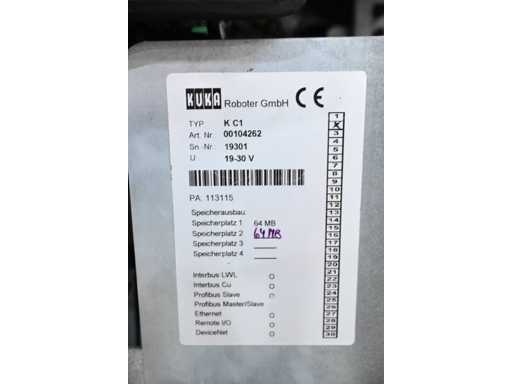 KUKA Roboter GmbH CE
TYP K C1
Art. Nr. 00104262
Sn -Nr. 19301
U 19-30 V
PA: 113115
Speicherausbau
Speicherplatz 1 64 MB
Speicherplatz 2 64 MB
Speicherplatz 3
Speicherplatz 4
Interbus LWL
Interbus Cu
Profibus Slave
Profibus Master/Slave
Ethernet
Remote I/O
DeviceNet
1
3
4
5
6
7
8
9
10
11
12
13
14
15
16
17
18
19
20
21
22
23
24
25
26
27
28
29
30